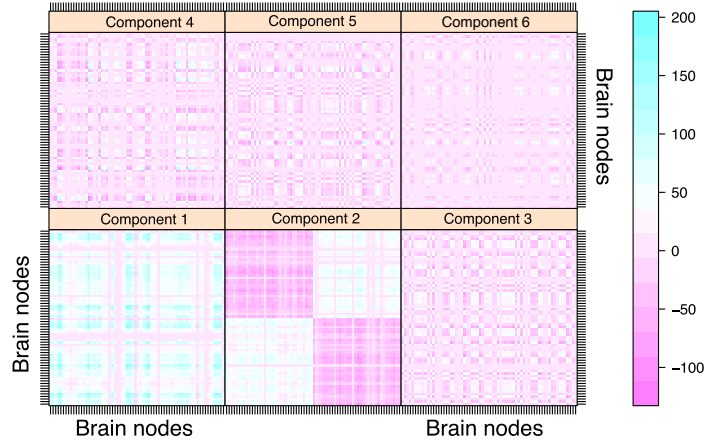 Component 4 Component 5 Component 6
Component 1 Component 2 Component 3
Brain nodes
Brain nodes
Brain nodes Brain nodes
200
150
100
50
0
−50
−100